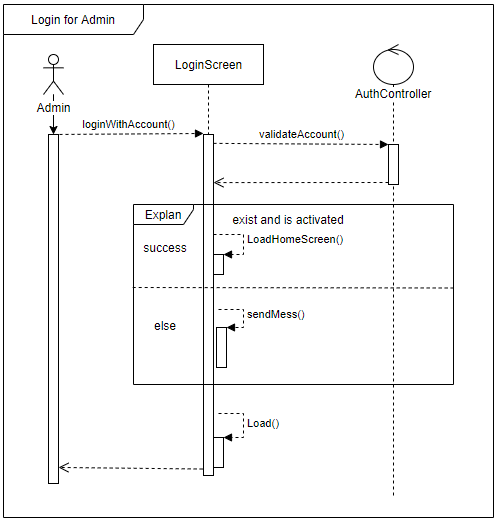 Login for Admin
LoginScreen
AuthController
Admin
loginWithAccount()
validateAccount()
Explan
exist and is activated
success
LoadHomeScreen()
else
sendMess()
Load()